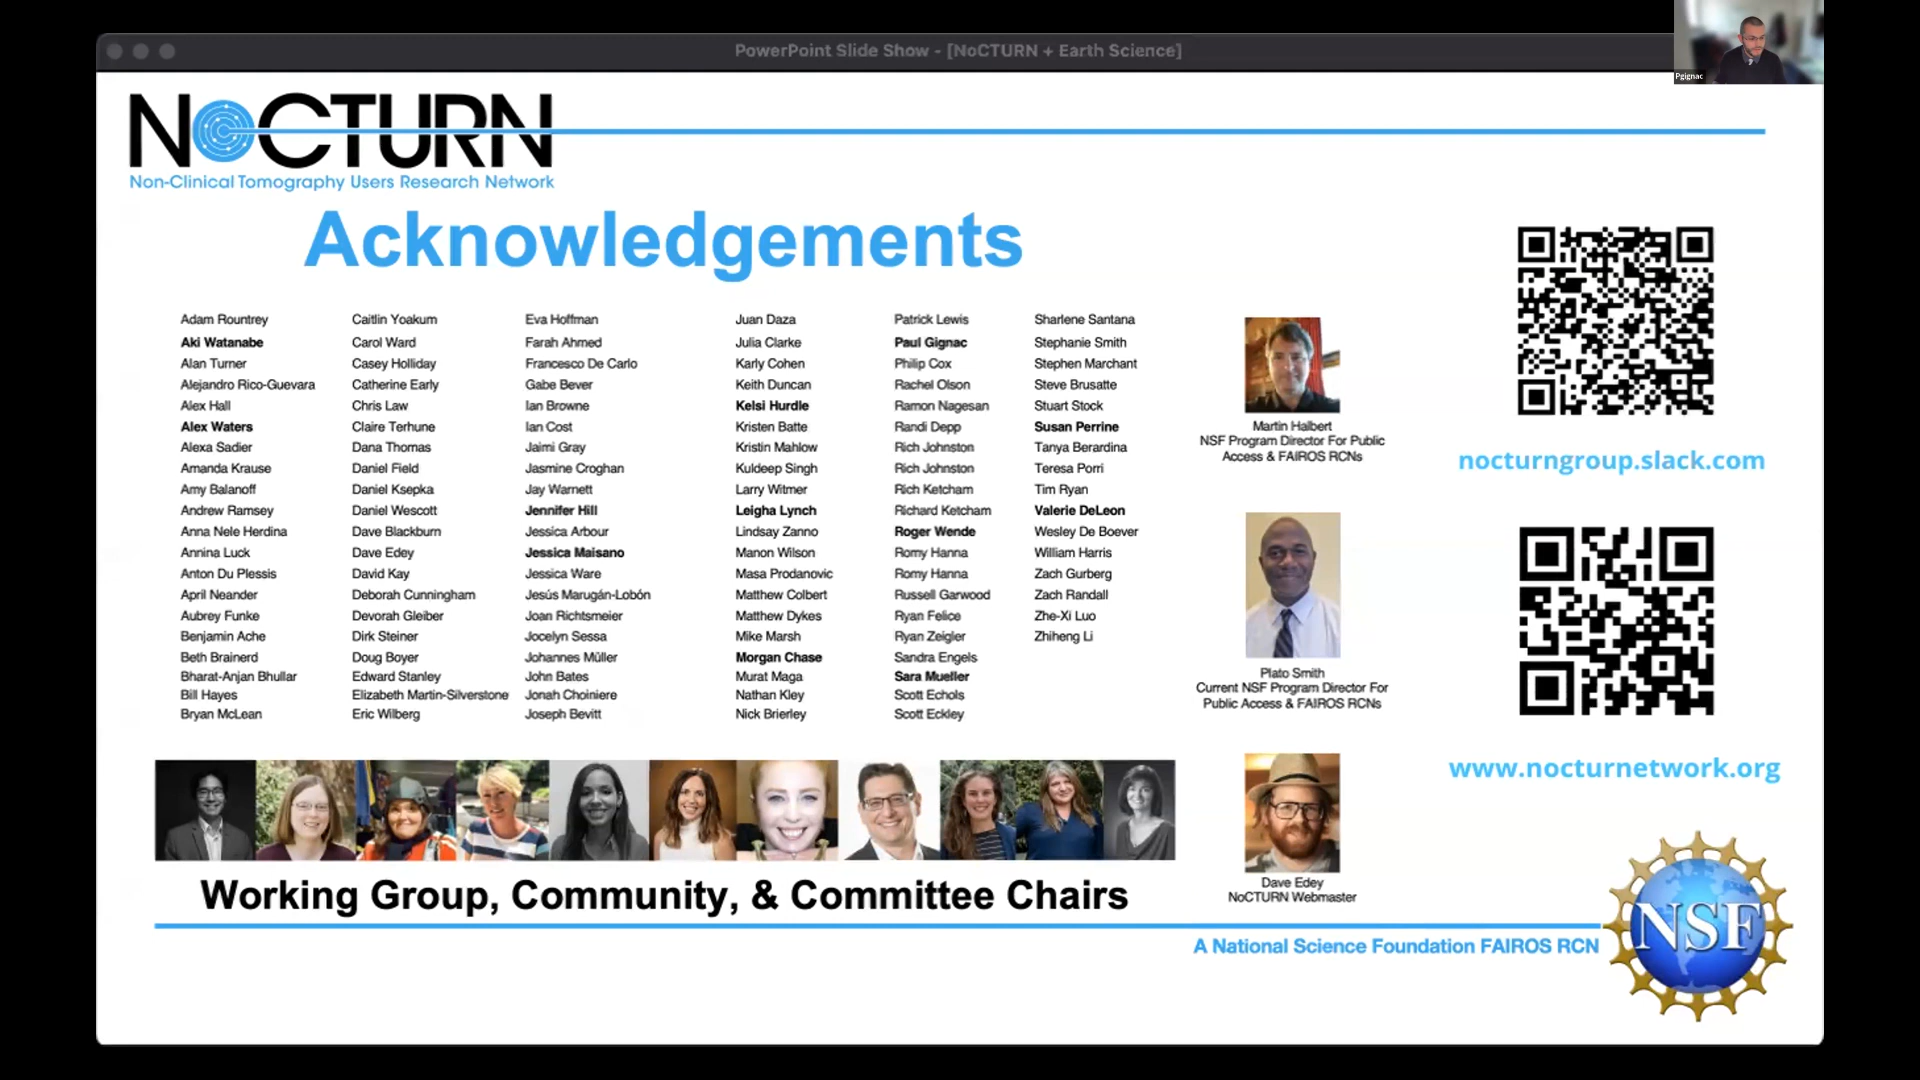 PowerPoint Slide Show - [NoCTURN + Earth Science]
Pgignac
NoCTURN
Non-Clinical Tomography Users Research Network
Acknowledgements
Adam Rountrey
Aki Watanabe
Alan Turner
Alejandro Rico-Guevara
Alex Hall
Alex Waters
Alexa Sadier
Amanda Krause
Amy Balanoff
Andrew Ramsey
Anna Nele Herdina
Annina Luck
Anton Du Plessis
April Neander
Aubrey Funke
Benjamin Ache
Beth Brainerd
Bharat-Anjan Bhullar
Bill Hayes
Bryan McLean
Caitlin Yoakum
Carol Ward
Casey Holliday
Catherine Early
Chris Law
Claire Terhune
Dana Thomas
Daniel Field
Daniel Ksepka
Daniel Wescott
Dave Blackburn
Dave Edey
David Kay
Deborah Cunningham
Devorah Gleiber
Dirk Steiner
Doug Boyer
Edward Stanley
Elizabeth Martin-Silverstone
Eric Wilberg
Eva Hoffman
Farah Ahmed
Francesco De Carlo
Gabe Bever
Ian Browne
Ian Cost
Jaimi Gray
Jasmine Croghan
Jay Warnett
Jennifer Hill
Jessica Arbour
Jessica Maisano
Jessica Ware
Jesús Marugán-Lobón
Joan Richtsmeier
Jocelyn Sessa
Johannes Müller
John Bates
Jonah Choiniere
Joseph Bevitt
Juan Daza
Julia Clarke
Karly Cohen
Keith Duncan
Kelsi Hurdle
Kristen Batte
Kristin Mahlow
Kuldeep Singh
Larry Witmer
Leigha Lynch
Lindsay Zanno
Manon Wilson
Masa Prodanovic
Matthew Colbert
Matthew Dykes
Mike Marsh
Morgan Chase
Murat Maga
Nathan Kley
Nick Brierley
Patrick Lewis
Paul Gignac
Philip Cox
Rachel Olson
Ramon Nagesan
Randi Depp
Rich Johnston
Rich Johnston
Rich Ketcham
Richard Ketcham
Roger Wende
Romy Hanna
Romy Hanna
Russell Garwood
Ryan Felice
Ryan Zeigler
Sandra Engels
Sara Mueller
Scott Echols
Scott Eckley
Sharlene Santana
Stephanie Smith
Stephen Marchant
Steve Brusatte
Stuart Stock
Susan Perrine
Tanya Berardina
Teresa Porri
Tim Ryan
Valerie DeLeon
Wesley De Boever
William Harris
Zach Gurberg
Zach Randall
Zhe-Xi Luo
Zhiheng Li
Martin Halbert
NSF Program Director For Public
Access & FAIROS RCNs
Plato Smith
Current NSF Program Director For
Public Access & FAIROS RCNs
Dave Edey
NoCTURN Webmaster
nocturngroup.slack.com
www.nocturnetwork.org
Working Group, Community, & Committee Chairs
A National Science Foundation FAIROS RCN
NSF